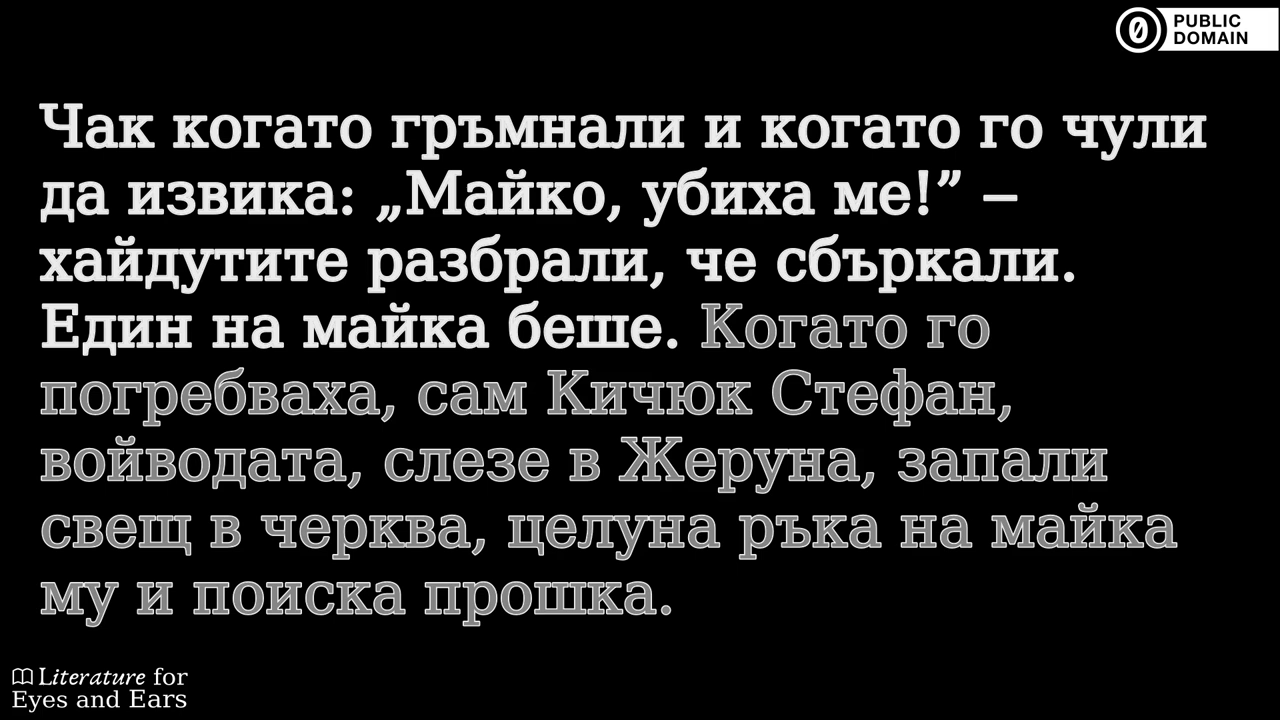 PUBLIC
DOMAIN
Чак когато гръмнали и когато го чули
да извика: „Майко, убиха ме!” –
хайдутите разбрали, че сбъркали.
Един на майка беше. Когато го
погребваха, сам Кичюк Стефан,
войводата, слезе в Жеруна, запали
свещ в черква, целуна ръка на майка
му и поиска прошка.
Literature for
Eyes and Ears